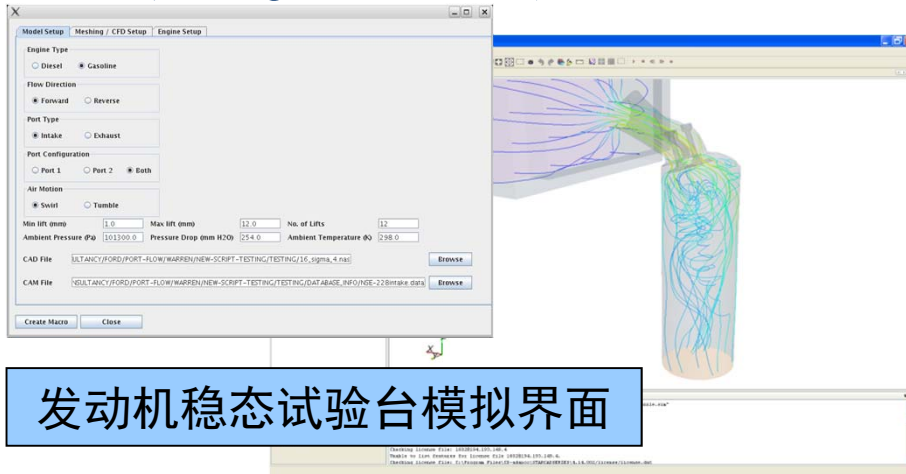 Model Setup Meshing / CFD Setup Engine Setup
Engine Type
Diesel Gasoline
Flow Direction
Forward Reverse
Port Type
Intake Exhaust
Port Configuration
Port 1 Port 2 Both
Air Motion
Swirl Tumble
Min lift (mm) 1.0 Max lift (mm) 12.0 No. of Lifts 12
Ambient Pressure (Pa) 101300.0 Pressure Drop (mm H2O) 254.0 Ambient Temperature (K) 298.0
CAD File ULTANCY/FORD/PORT-FLOW/WARREN/NEW-SCRIPT-TESTING/TESTING/16_sigma_4.nas Browse
CAM File NSULTANCY/FORD/PORT-FLOW/WARREN/NEW-SCRIPT-TESTING/TESTING/DATABASE_INFO/NSE-228intake.data Browse
Create Macro Close
X
发动机稳态试验台模拟界面